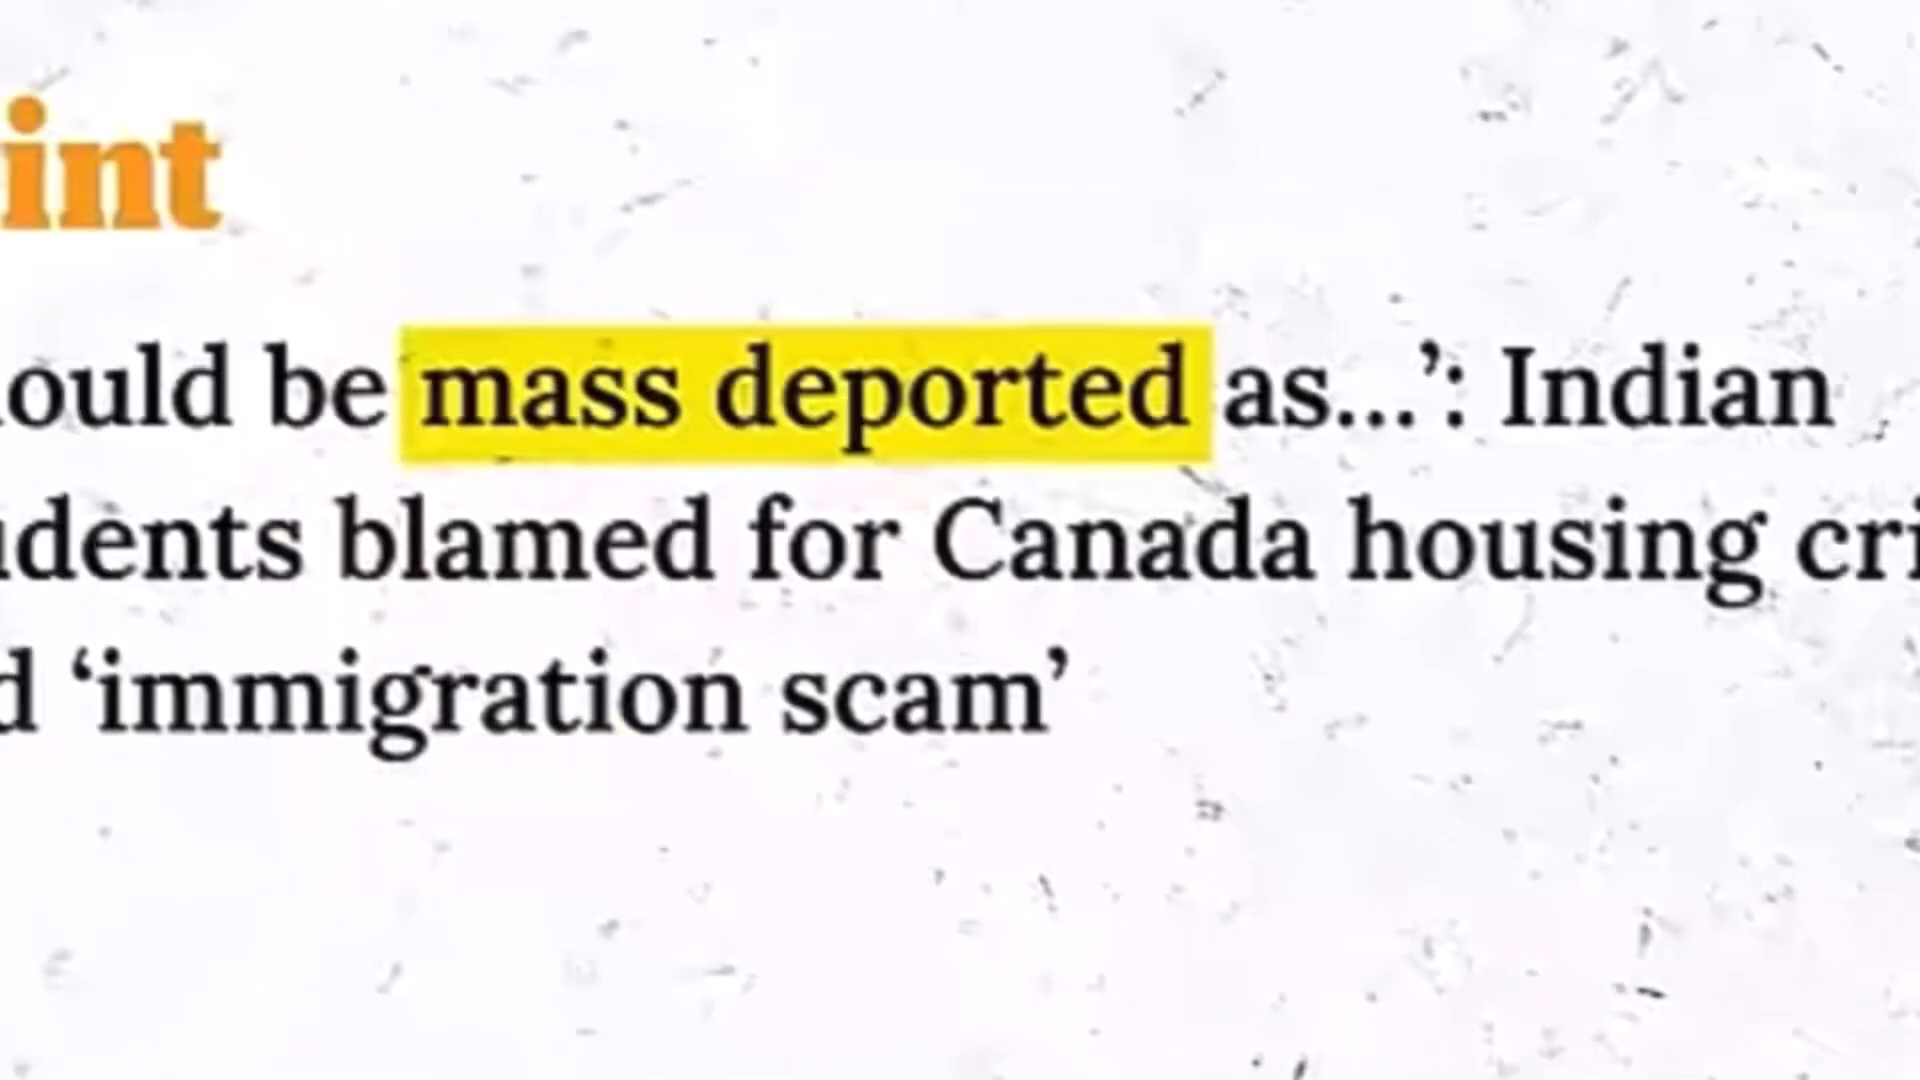 int
ould be mass deported as...’: Indian
dents blamed for Canada housing cri
d ‘immigration scam’